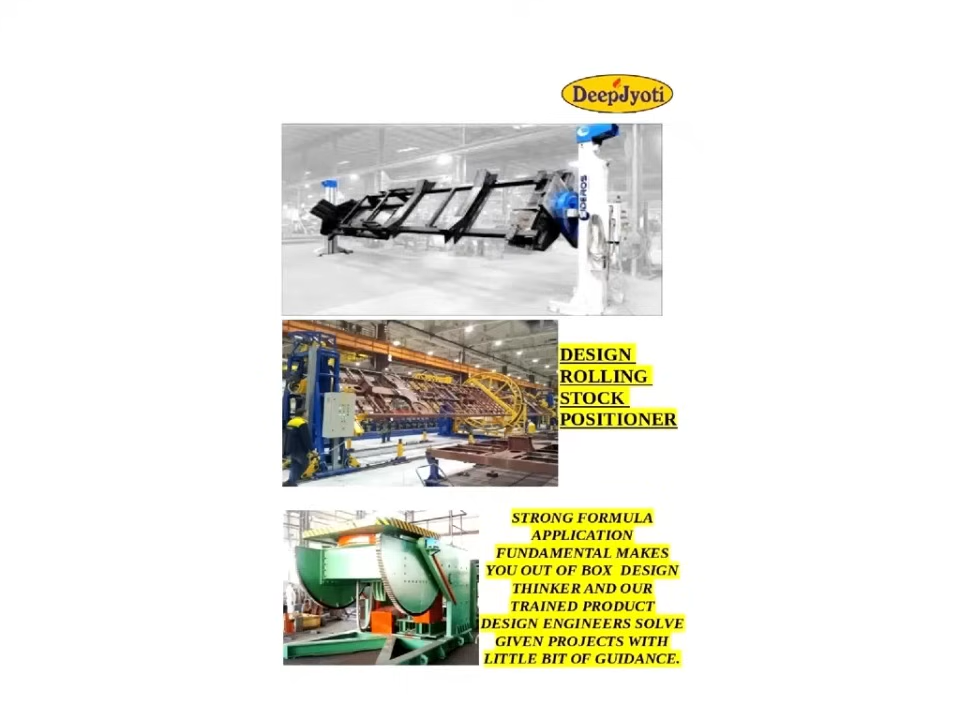 DeepJyoti
CIDEROS
DESIGN
ROLLING
STOCK
POSITIONER
STRONG FORMULA
APPLICATION
FUNDAMENTAL MAKES
YOU OUT OF BOX DESIGN
THINKER AND OUR
TRAINED PRODUCT
DESIGN ENGINEERS SOLVE
GIVEN PROJECTS WITH
LITTLE BIT OF GUIDANCE.